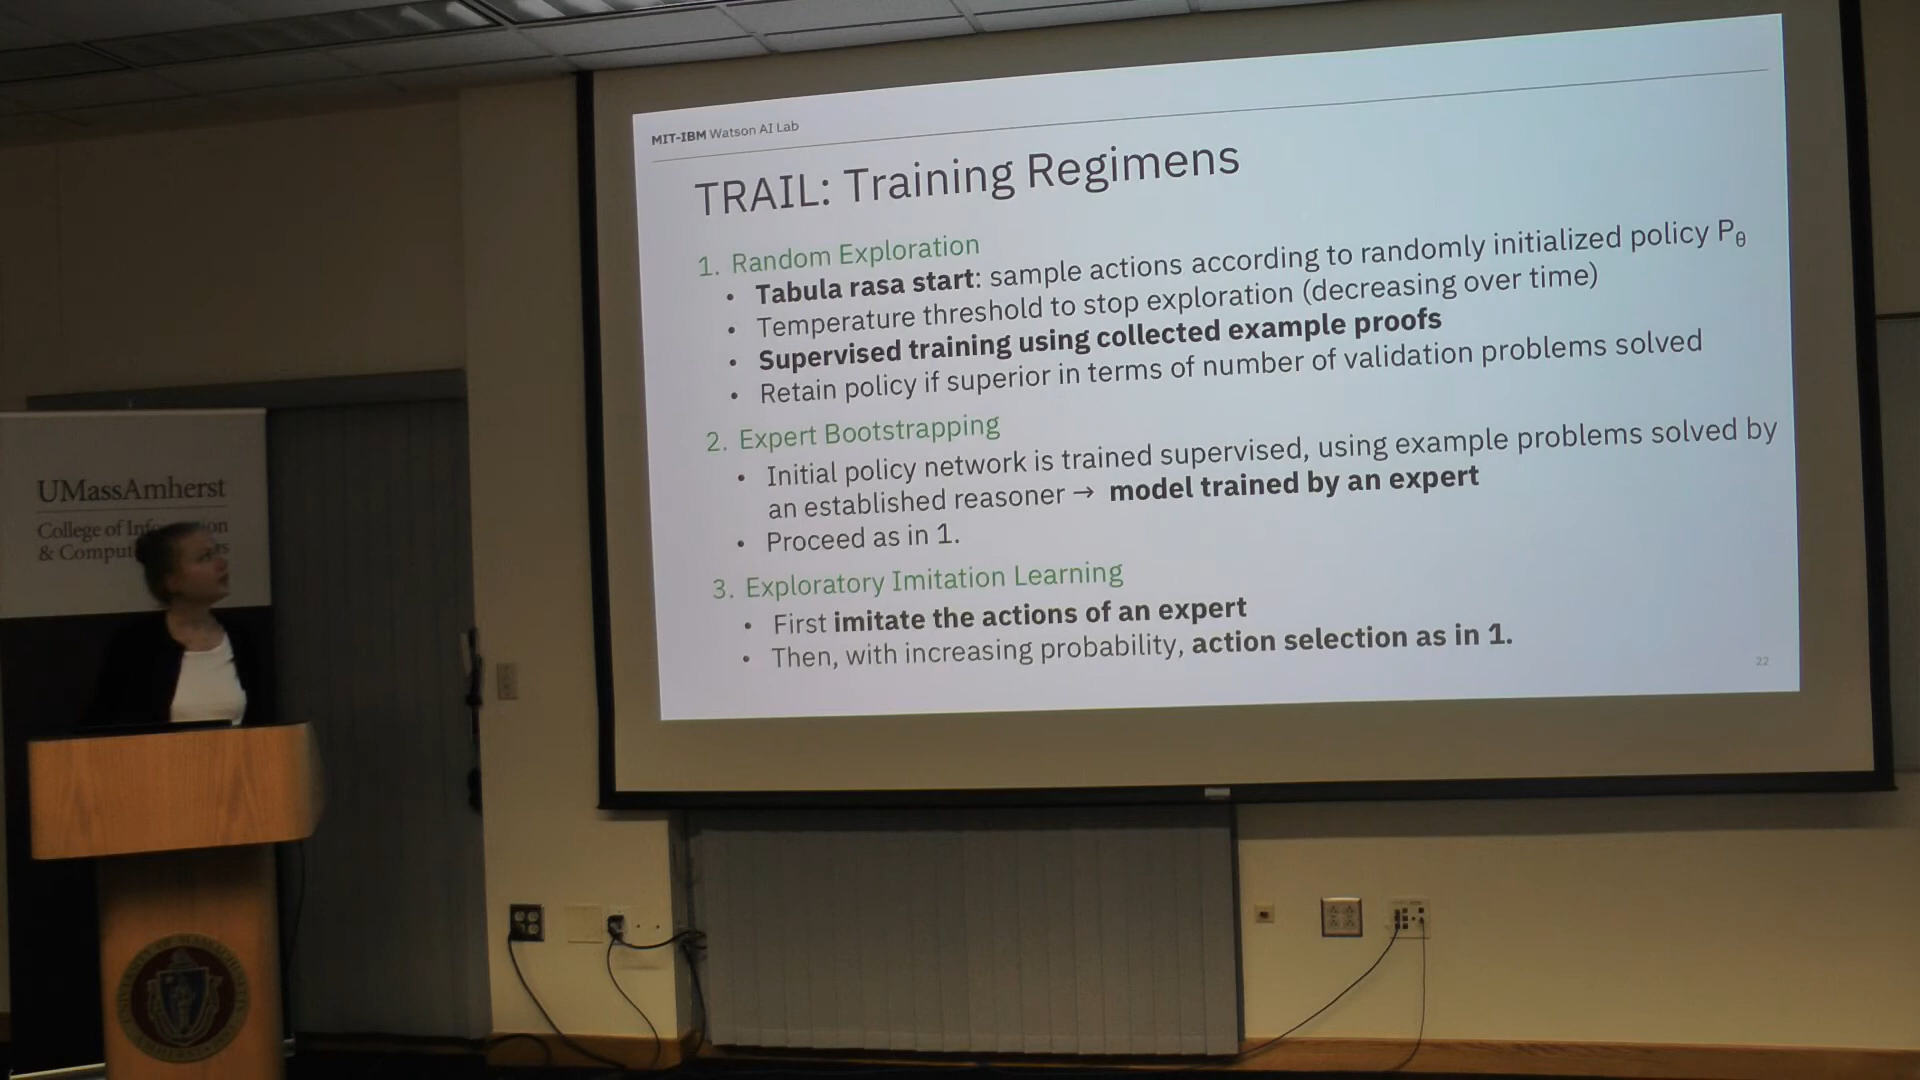 MIT-IBM Watson AI Lab
TRAIL: Training Regimens
1. Random Exploration
• Tabula rasa start: sample actions according to randomly initialized policy Pθ
• Temperature threshold to stop exploration (decreasing over time)
• Supervised training using collected example proofs
• Retain policy if superior in terms of number of validation problems solved
2. Expert Bootstrapping
• Initial policy network is trained supervised, using example problems solved by
an established reasoner → model trained by an expert
• Proceed as in 1.
3. Exploratory Imitation Learning
• First imitate the actions of an expert
• Then, with increasing probability, action selection as in 1.
22
UMassAmherst
College of
&